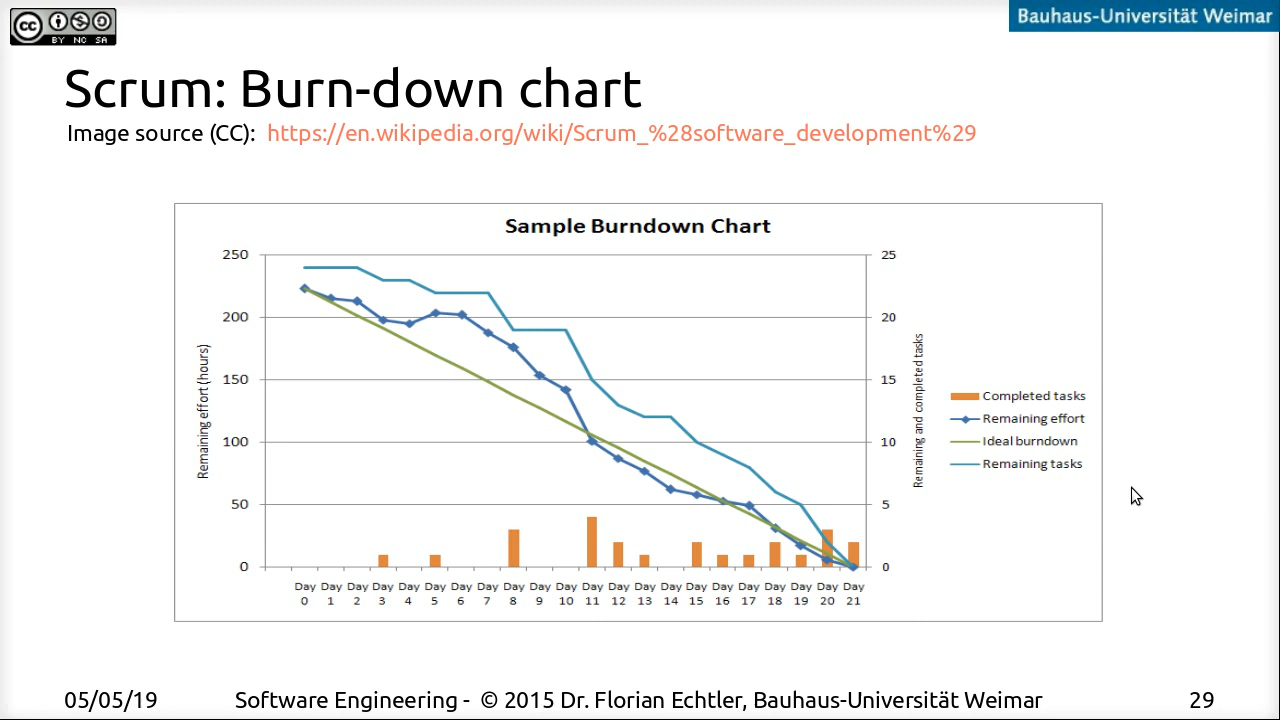 BY NC SA
Bauhaus-Universität Weimar
Scrum: Burn-down chart
Image source (CC): https://en.wikipedia.org/wiki/Scrum_%28software_development%29
Sample Burndown Chart
250
200
150
100
50
0
Remaining effort (hours)
25
20
15
10
5
0
Remaining and completed tasks
Completed tasks
Remaining effort
Ideal burndown
Remaining tasks
Day Day Day Day Day Day Day Day Day Day Day Day Day Day Day Day Day Day Day Day Day Day
0 1 2 3 4 5 6 7 8 9 10 11 12 13 14 15 16 17 18 19 20 21
05/05/19 Software Engineering - © 2015 Dr. Florian Echtler, Bauhaus-Universität Weimar 29